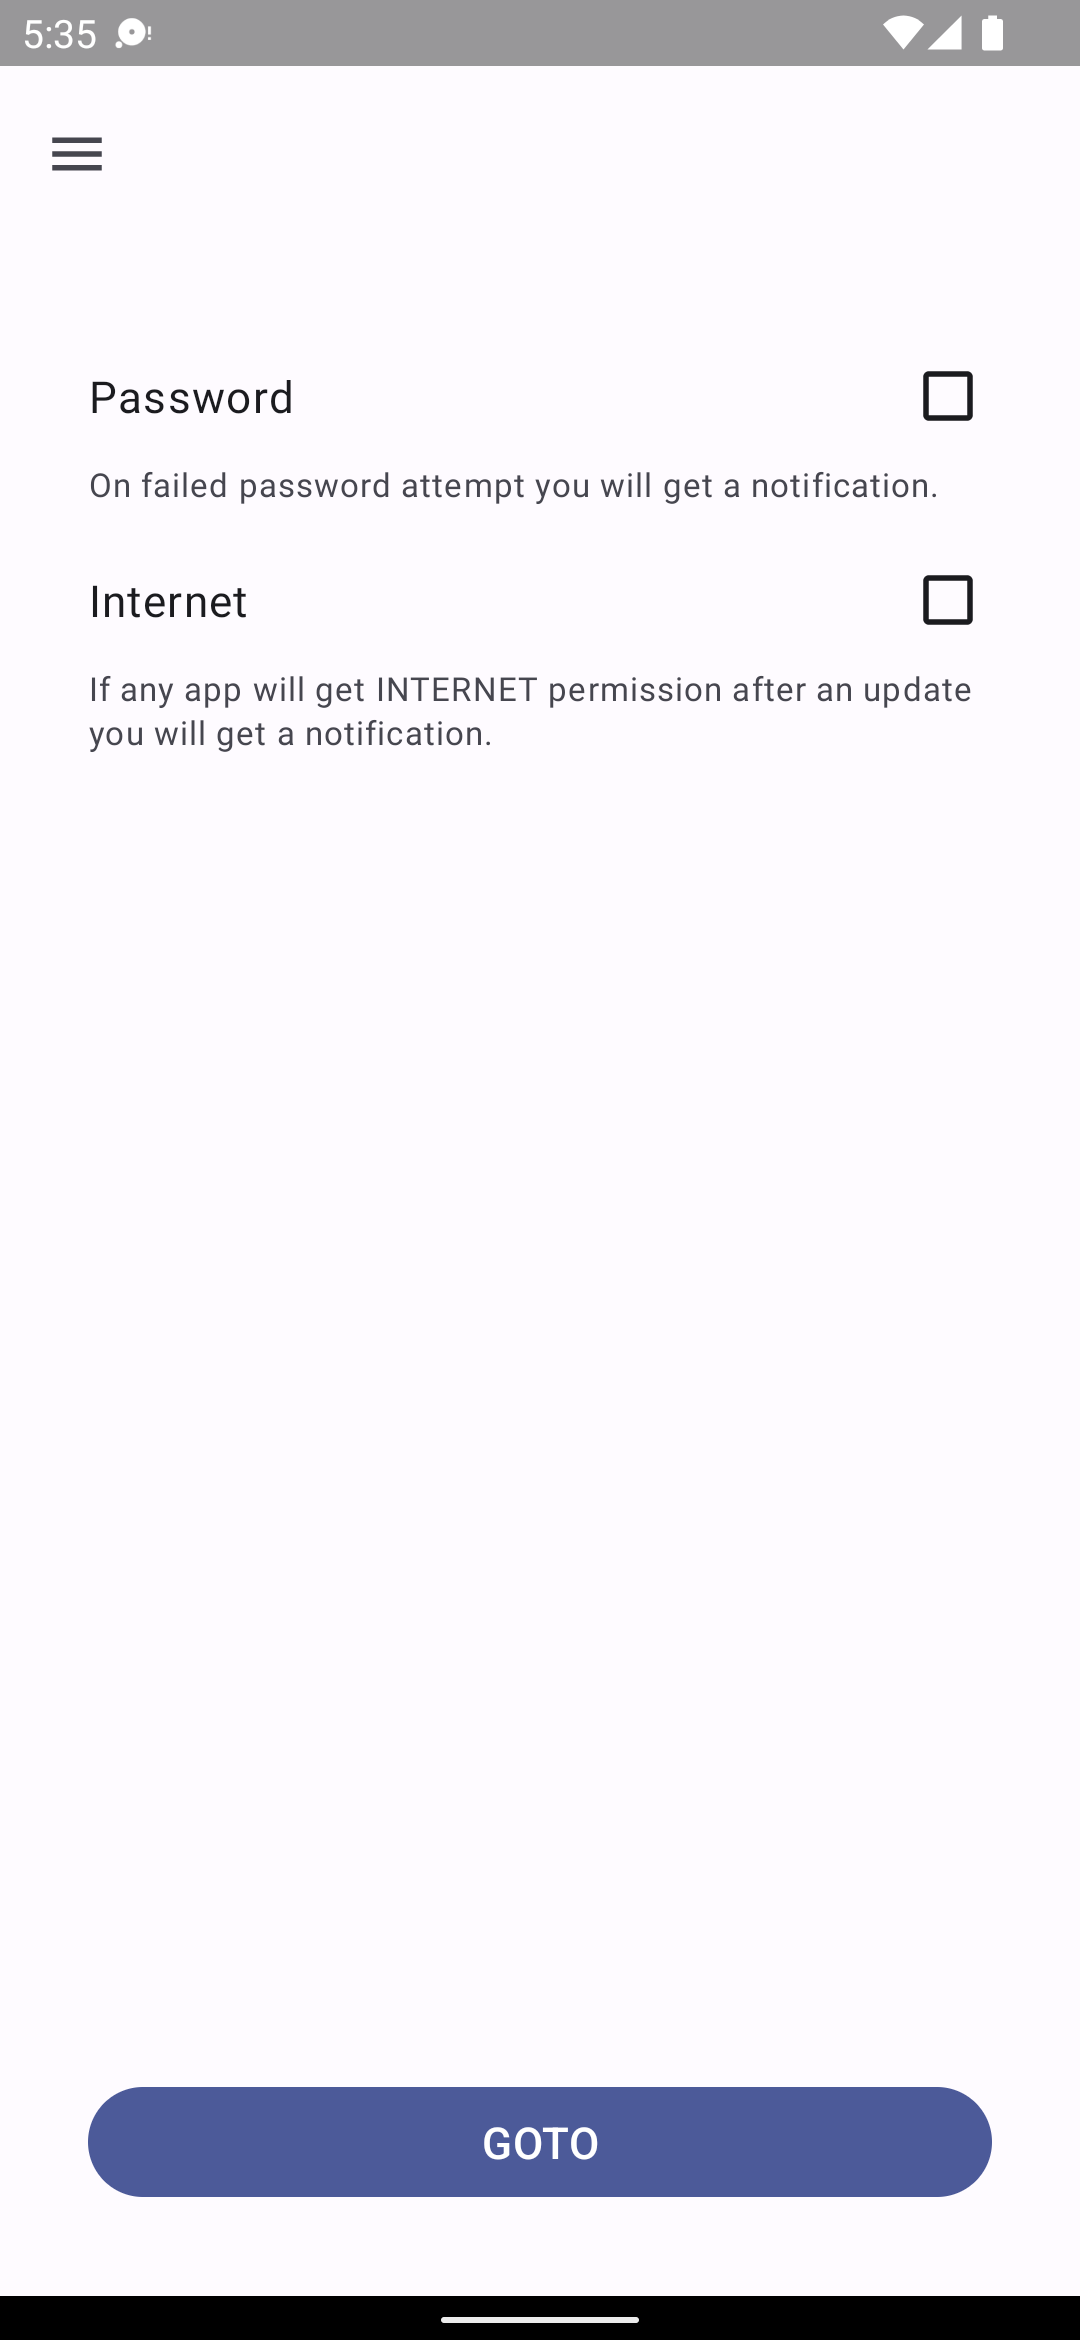 5:35
Password
On failed password attempt you will get a notification.
Internet
If any app will get INTERNET permission after an update
you will get a notification.
GOTO